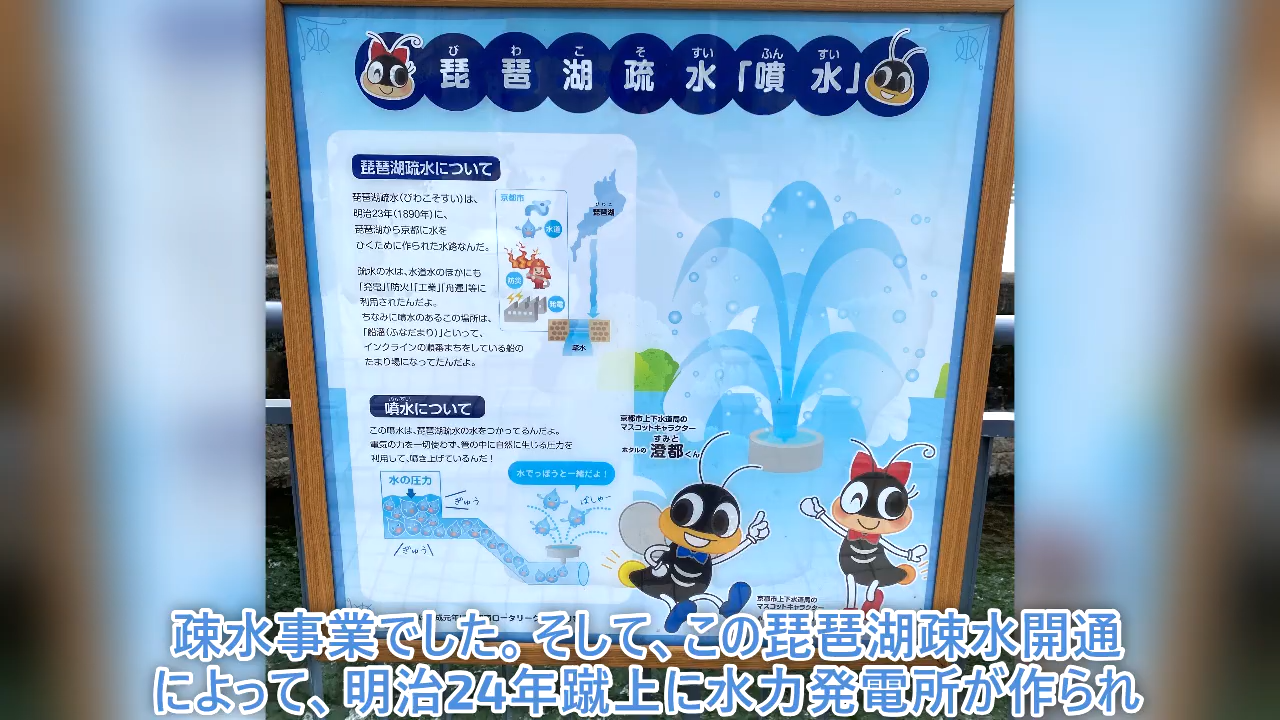 琵琶湖疏水「噴水」
び わ こ そ すい ふん すい
琵琶湖疏水について
琵琶湖疏水(びわこそすい)は、
明治23年(1890年)に、
琵琶湖から京都に水を
ひくために作られた水路なんだ。
疏水の水は、水道水のほかにも
「発電」「防火」「工業」「舟運」等に
利用されたんだよ。
ちなみに噴水のあるこの場所は、
「船溜(ふなだまり)」といって、
インクラインの順番まちをしている船の
たまり場になってたんだよ。
京都市
水道
防災
発電
びわこ
琵琶湖
疏水
ふんすい
噴水について
この噴水は、琵琶湖疏水の水をつかってるんだよ。
電気の力を一切使わず、管の中に自然に生じる圧力を
利用して、噴き上げているんだ!
水の圧力
ぎゅう
ぎゅう
水でっぽうと一緒だよ!
ばしゃー
京都市上下水道局の
マスコットキャラクター
すみと
ホタルの 澄都くん
京都市上下水道局の
マスコットキャラクター
疎水事業でした。そして、この琵琶湖疎水開通
によって、明治24年蹴上に水力発電所が作られ